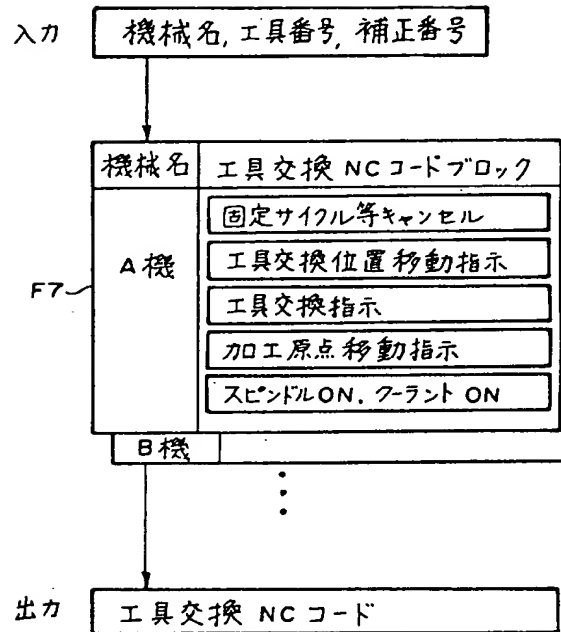 入力 機械名, 工具番号, 補正番号
機械名 工具交換 NCコードブロック
固定サイクル等キャンセル
A機 工具交換位置移動指示
F7 工具交換指示
加工原点移動指示
スピンドルON. クーラント ON
B機
出力 工具交換 NC コード